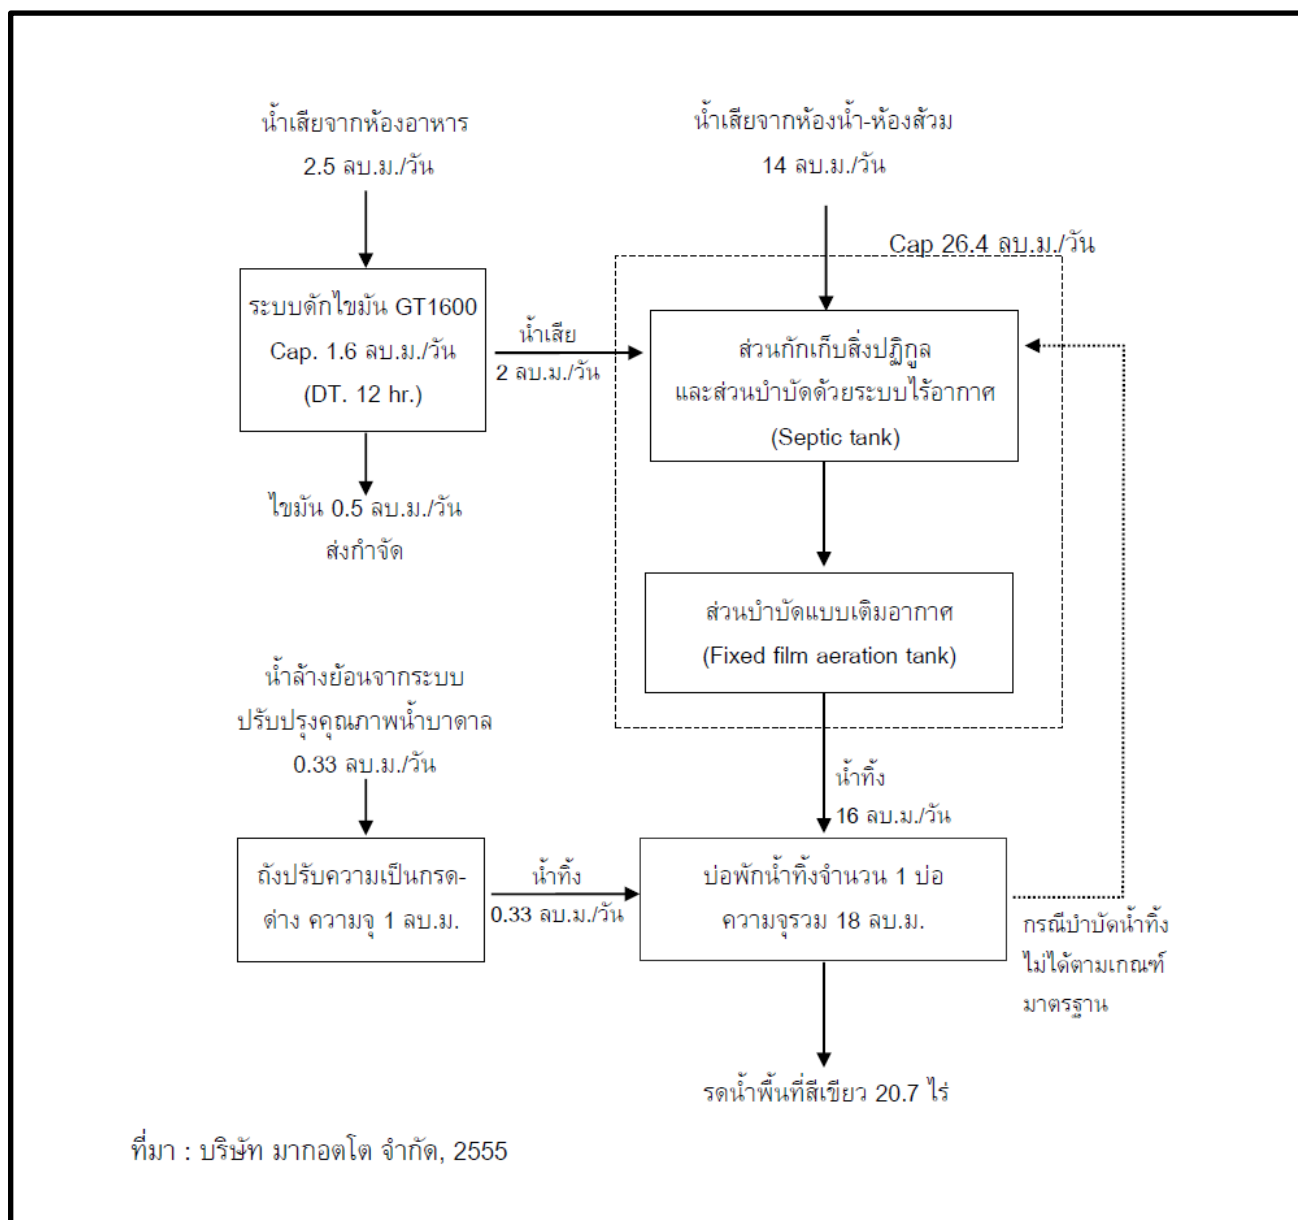 น้ำเสียจากห้องอาหาร
2.5 ลบ.ม./วัน
น้ำเสียจากห้องน้ำ-ห้องส้วม
14 ลบ.ม./วัน
Cap 26.4 ลบ.ม./วัน
ระบบดักไขมัน GT1600
Cap. 1.6 ลบ.ม./วัน
(DT. 12 hr.)
น้ำเสีย
2 ลบ.ม./วัน
ส่วนกักเก็บสิ่งปฏิกูล
และส่วนบำบัดด้วยระบบไร้อากาศ
(Septic tank)
ไขมัน 0.5 ลบ.ม./วัน
ส่งกำจัด
ส่วนบำบัดแบบเติมอากาศ
(Fixed film aeration tank)
น้ำล้างย้อนจากระบบ
ปรับปรุงคุณภาพน้ำบาดาล
0.33 ลบ.ม./วัน
น้ำทิ้ง
16 ลบ.ม./วัน
ถังปรับความเป็นกรด-
ด่าง ความจุ 1 ลบ.ม.
น้ำทิ้ง
0.33 ลบ.ม./วัน
บ่อพักน้ำทิ้งจำนวน 1 บ่อ
ความจุรวม 18 ลบ.ม.
กรณีบำบัดน้ำทิ้ง
ไม่ได้ตามเกณฑ์
มาตรฐาน
รดน้ำพื้นที่สีเขียว 20.7 ไร่
ที่มา : บริษัท มากอตโต จำกัด, 2555